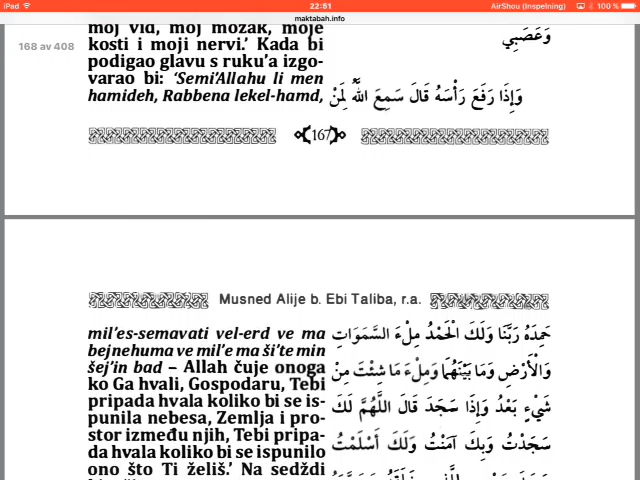 iPad 22:51 AirShou (Inspelning) 100 %
maktabah.info
168 av 408
moj vid, moj mozak, moje
kosti i moji nervi.’ Kada bi
podigao glavu s ruku’a izgo-
varao bi: ‘Semi’Allahu li men
hamideh, Rabbena lekel-hamd,
وَعَصَبِي
وَإِذَا رَفَعَ رَأْسَهُ قَالَ سَمِعَ اللَّهُ لِمَنْ
167
Musned Alije b. Ebi Taliba, r.a.
mil’es-semavati vel-erd ve ma
bejnehuma ve mil’e ma ši’te min
šej’in bad – Allah čuje onoga
ko Ga hvali, Gospodaru, Tebi
pripada hvala koliko bi se is-
punila nebesa, Zemlja i pro-
stor između njih, Tebi pripa-
da hvala koliko bi se ispunilo
ono što Ti želiš.’ Na sedždi
حَمِدَهُ رَبَّنَا وَلَكَ الْحَمْدُ مِلْءَ السَّمَوَاتِ
وَالْأَرْضِ وَمَا بَيْنَهُمَا وَمِلْءَ مَا شِئْتَ مِنْ
شَيْءٍ بَعْدُ وَإِذَا سَجَدَ قَالَ اللَّهُمَّ لَكَ
سَجَدْتُ وَبِكَ آمَنْتُ وَلَكَ أَسْلَمْتُ